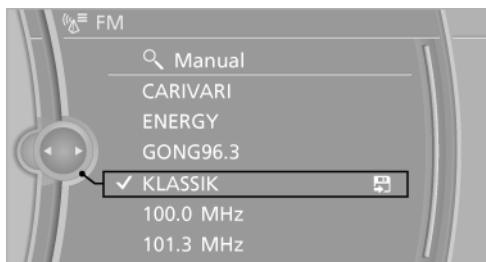 FM
Manual
CARIVARI
ENERGY
GONG96.3
KLASSIK
100.0 MHz
101.3 MHz